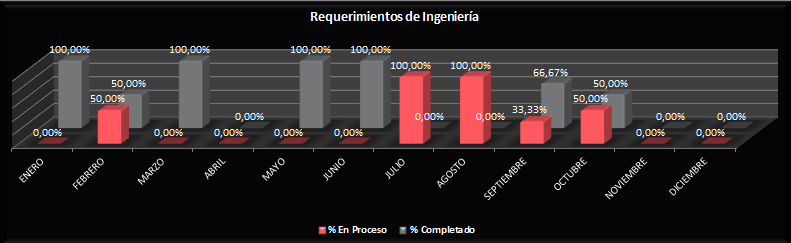 Requerimientos de Ingeniería
100,00% 100,00% 100,00% 100,00%
100,00% 100,00%
50,00% 66,67% 50,00%
50,00% 33,33% 50,00%
0,00% 0,00% 0,00% 0,00% 0,00%
0,00% 0,00% 0,00% 0,00% 0,00% 0,00% 0,00%
ENERO FEBRERO MARZO ABRIL MAYO JUNIO JULIO AGOSTO SEPTIEMBRE OCTUBRE NOVIEMBRE DICIEMBRE
% En Proceso % Completado